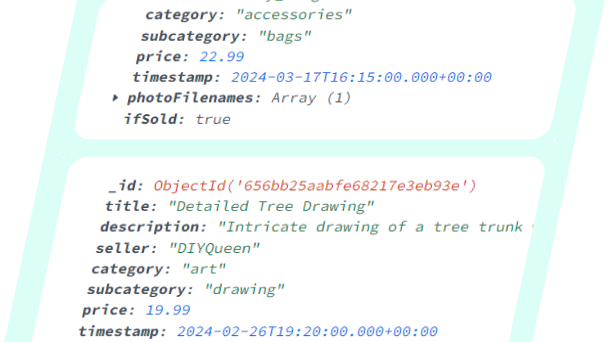 category: "accessories"
subcategory: "bags"
price: 22.99
timestamp: 2024-03-17T16:15:00.000+00:00
photoFilenames: Array (1)
ifSold: true
_id: ObjectId('656bb25aabfe68217e3eb93e')
title: "Detailed Tree Drawing"
description: "Intricate drawing of a tree trunk
seller: "DIYQueen"
category: "art"
subcategory: "drawing"
price: 19.99
timestamp: 2024-02-26T19:20:00.000+00:00